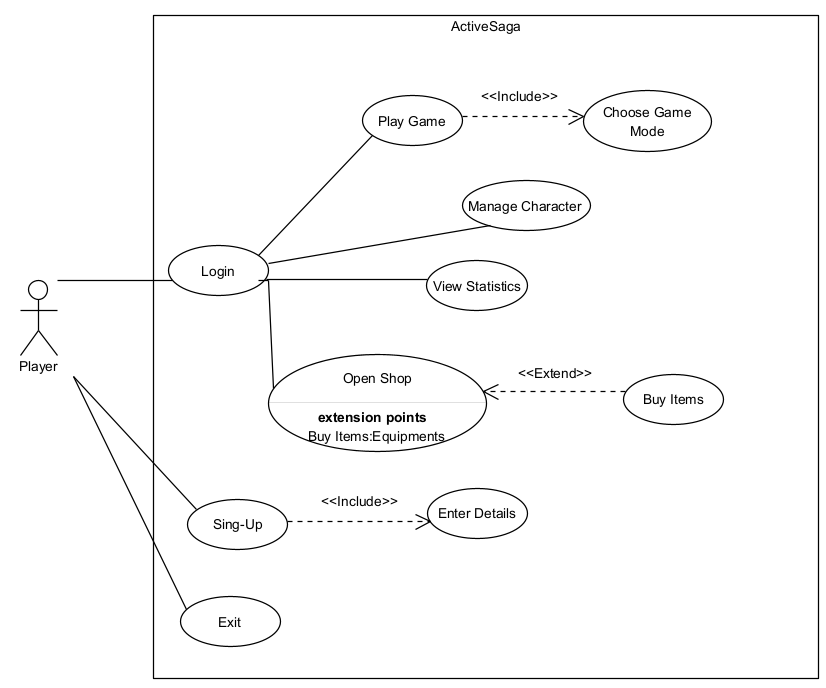 ActiveSaga
<<Include>>
Play Game
Choose Game
Mode
Manage Character
Login
View Statistics
Player
Open Shop
<<Extend>>
Buy Items
extension points
Buy Items:Equipments
<<Include>>
Enter Details
Sing-Up
Exit